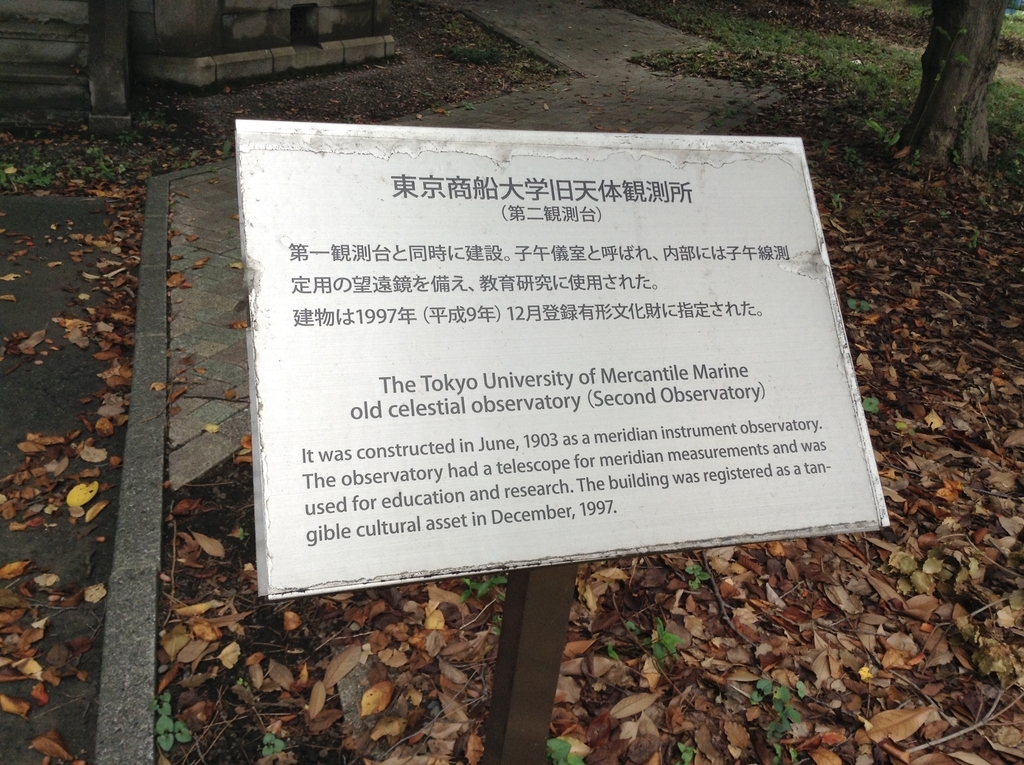 東京商船大学旧天体観測所
（第二観測台）
第一観測台と同時に建設。子午儀室と呼ばれ、内部には子午線測
定用の望遠鏡を備え、教育研究に使用された。
建物は1997年（平成9年）12月登録有形文化財に指定された。
The Tokyo University of Mercantile Marine
old celestial observatory (Second Observatory)
It was constructed in June, 1903 as a meridian instrument observatory.
The observatory had a telescope for meridian measurements and was
used for education and research. The building was registered as a tan-
gible cultural asset in December, 1997.